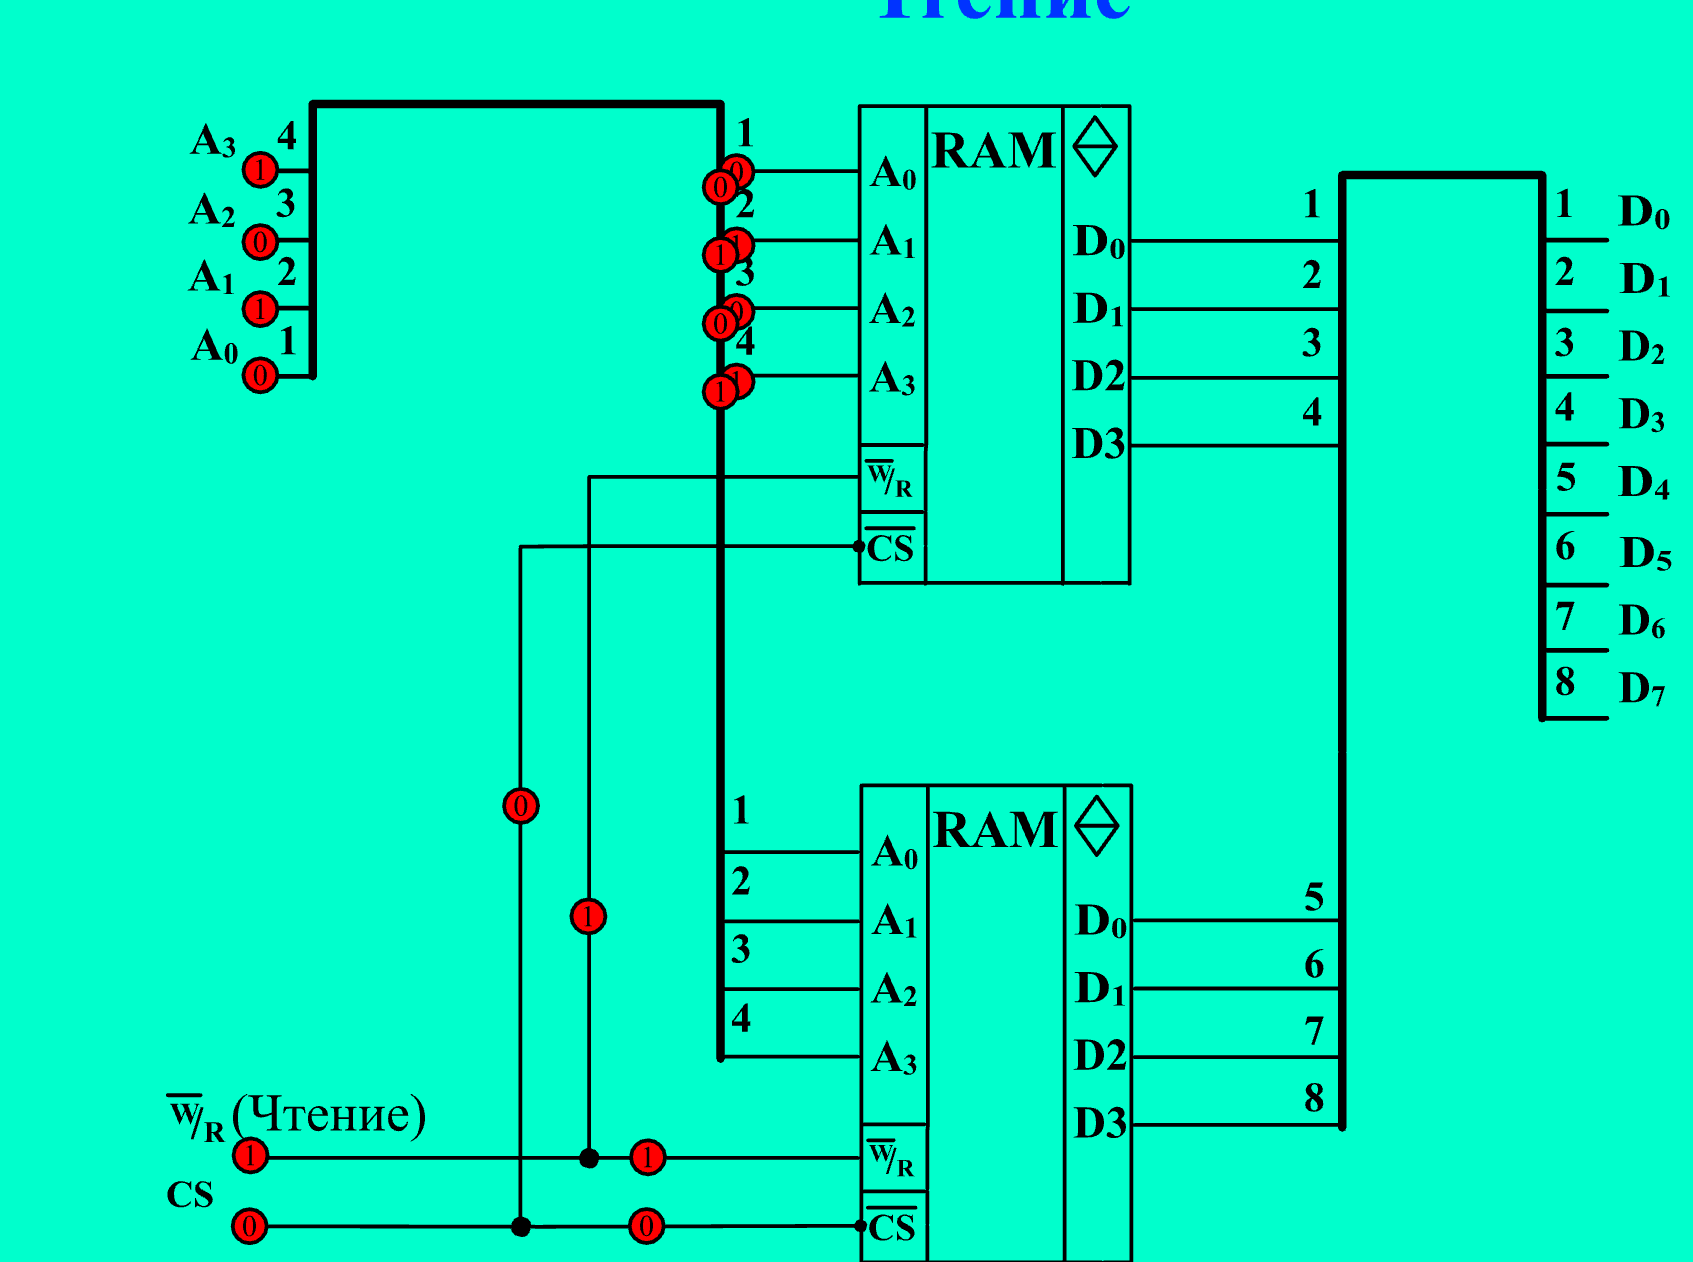 Чтение
A3 4
1
A2 3
0
A1 2
1
A0 1
0
1
0
0
2
1
1
3
0
0
4
1
1
RAM
A0
A1
A2
A3
W/R
CS
D0
D1
D2
D3
1
2
3
4
1 D0
2 D1
3 D2
4 D3
5 D4
6 D5
7 D6
8 D7
0
1
1
2
3
4
RAM
A0
A1
A2
A3
W/R
CS
D0
D1
D2
D3
5
6
7
8
W/R (Чтение)
1
1
CS
0
0